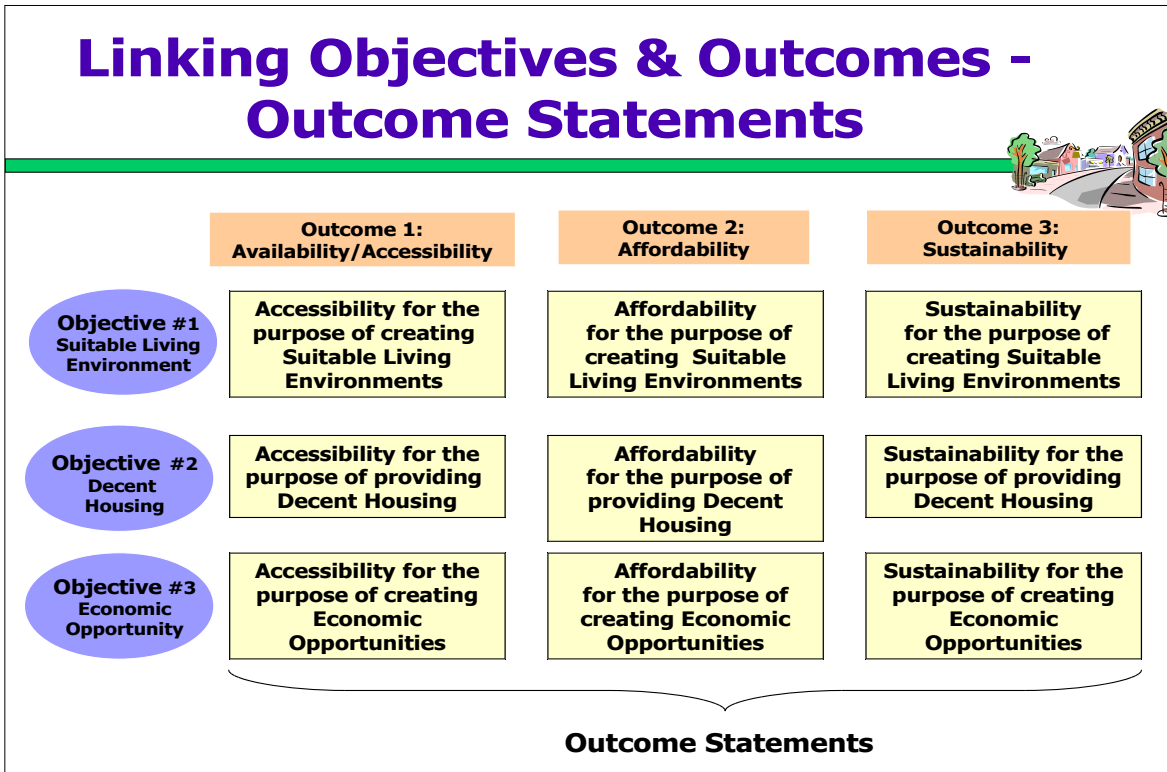 Linking Objectives & Outcomes -
Outcome Statements
Outcome 1:
Availability/Accessibility
Outcome 2:
Affordability
Outcome 3:
Sustainability
Objective #1
Suitable Living
Environment
Accessibility for the
purpose of creating
Suitable Living
Environments
Affordability
for the purpose of
creating Suitable
Living Environments
Sustainability
for the purpose of
creating Suitable
Living Environments
Objective #2
Decent
Housing
Accessibility for the
purpose of providing
Decent Housing
Affordability
for the purpose of
providing Decent
Housing
Sustainability for the
purpose of providing
Decent Housing
Objective #3
Economic
Opportunity
Accessibility for the
purpose of creating
Economic
Opportunities
Affordability
for the purpose of
creating Economic
Opportunities
Sustainability for the
purpose of creating
Economic
Opportunities
Outcome Statements